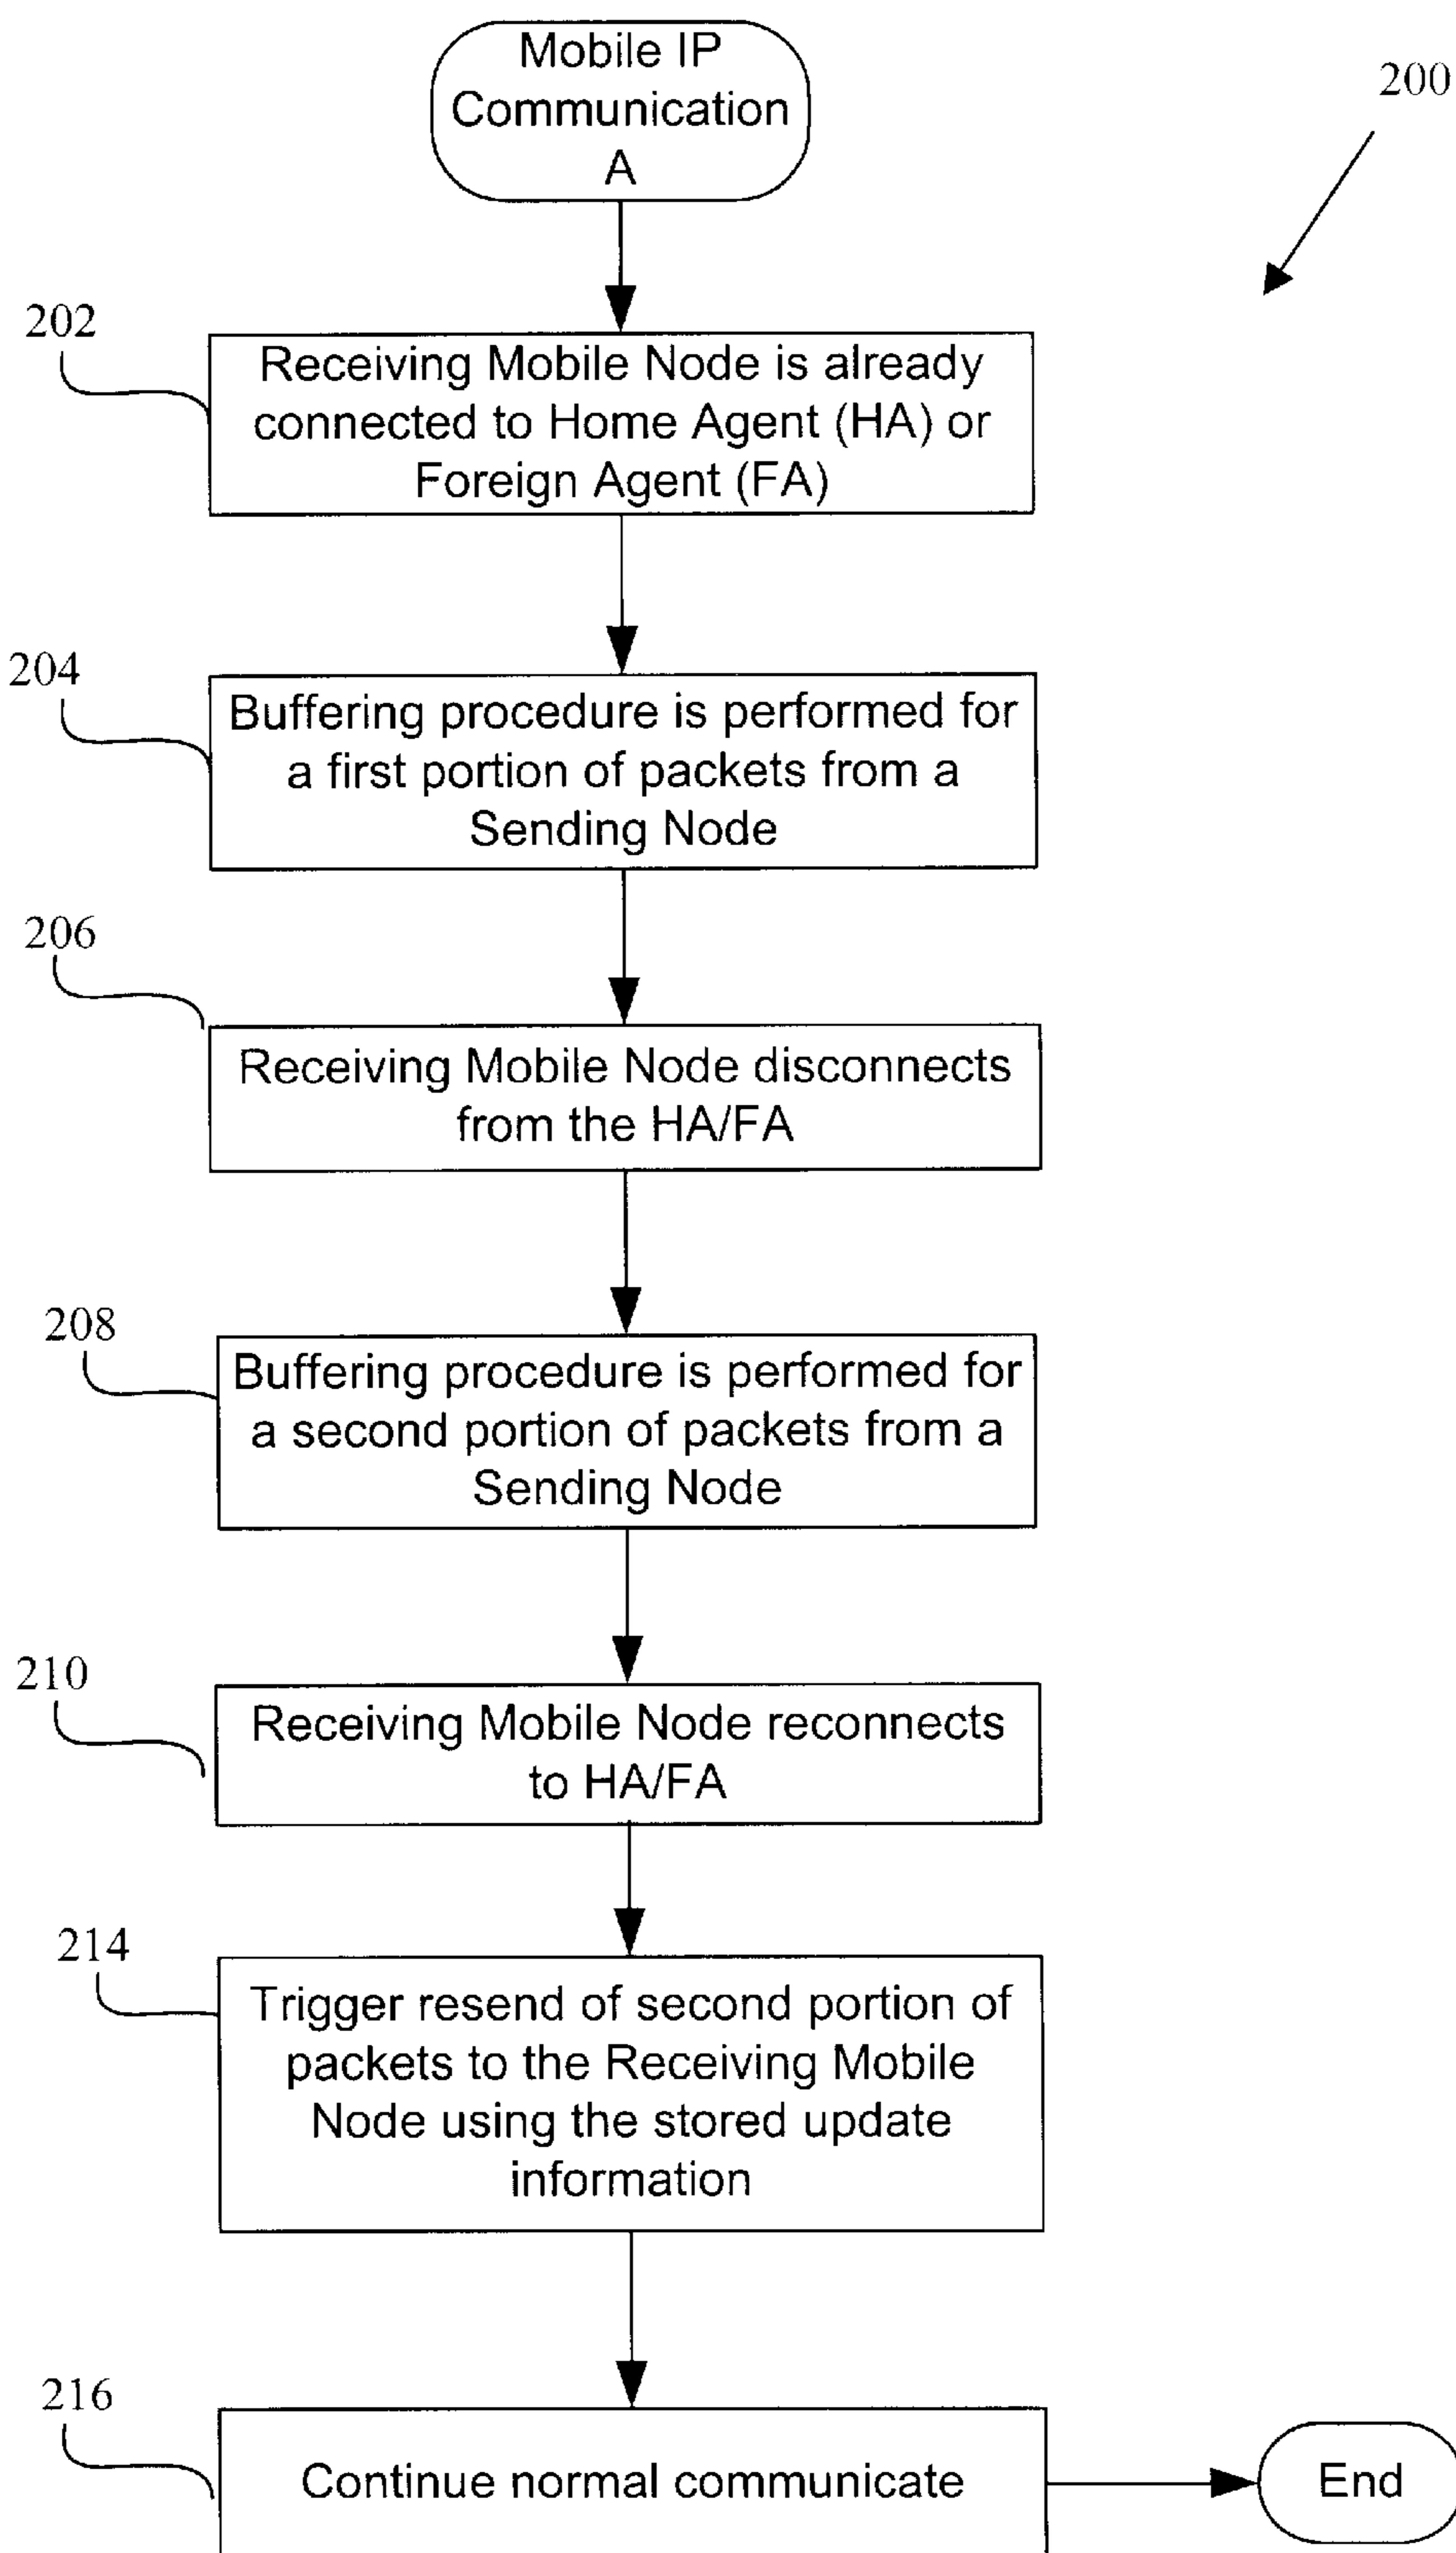 Mobile IP
Communication
A
200
202
Receiving Mobile Node is already
connected to Home Agent (HA) or
Foreign Agent (FA)
204
Buffering procedure is performed for
a first portion of packets from a
Sending Node
206
Receiving Mobile Node disconnects
from the HA/FA
208
Buffering procedure is performed for
a second portion of packets from a
Sending Node
210
Receiving Mobile Node reconnects
to HA/FA
214
Trigger resend of second portion of
packets to the Receiving Mobile
Node using the stored update
information
216
Continue normal communicate
End